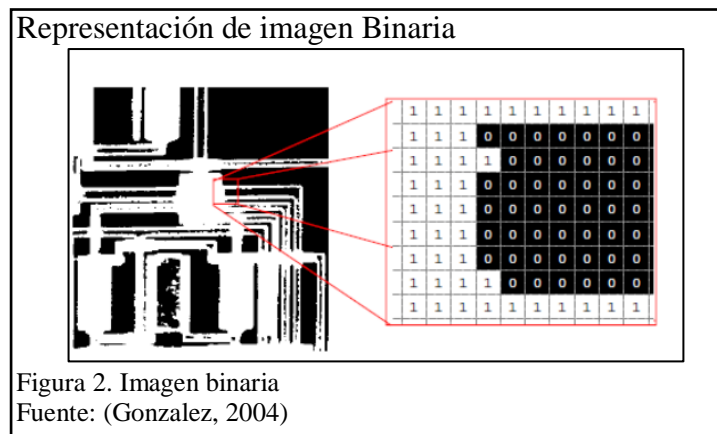 Representación de imagen Binaria
1 1 1 1 1 1 1 1 1 1
1 1 1 0 0 0 0 0 0 0
1 1 1 1 0 0 0 0 0 0
1 1 1 0 0 0 0 0 0 0
1 1 1 0 0 0 0 0 0 0
1 1 1 0 0 0 0 0 0 0
1 1 1 0 0 0 0 0 0 0
1 1 1 1 0 0 0 0 0 0
1 1 1 1 1 1 1 1 1 1
Figura 2. Imagen binaria
Fuente: (Gonzalez, 2004)